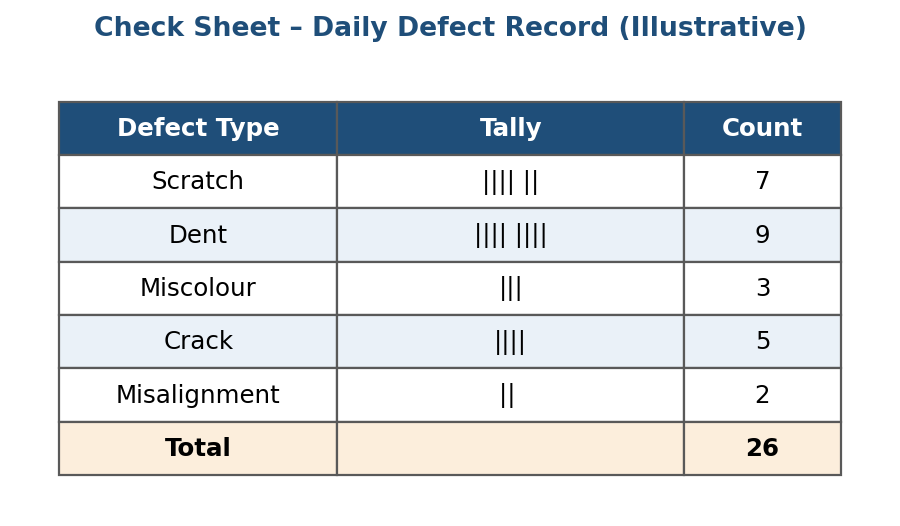 Check Sheet – Daily Defect Record (Illustrative)
Defect Type Tally Count
Scratch |||| || 7
Dent |||| |||| 9
Miscolour ||| 3
Crack |||| 5
Misalignment || 2
Total 26